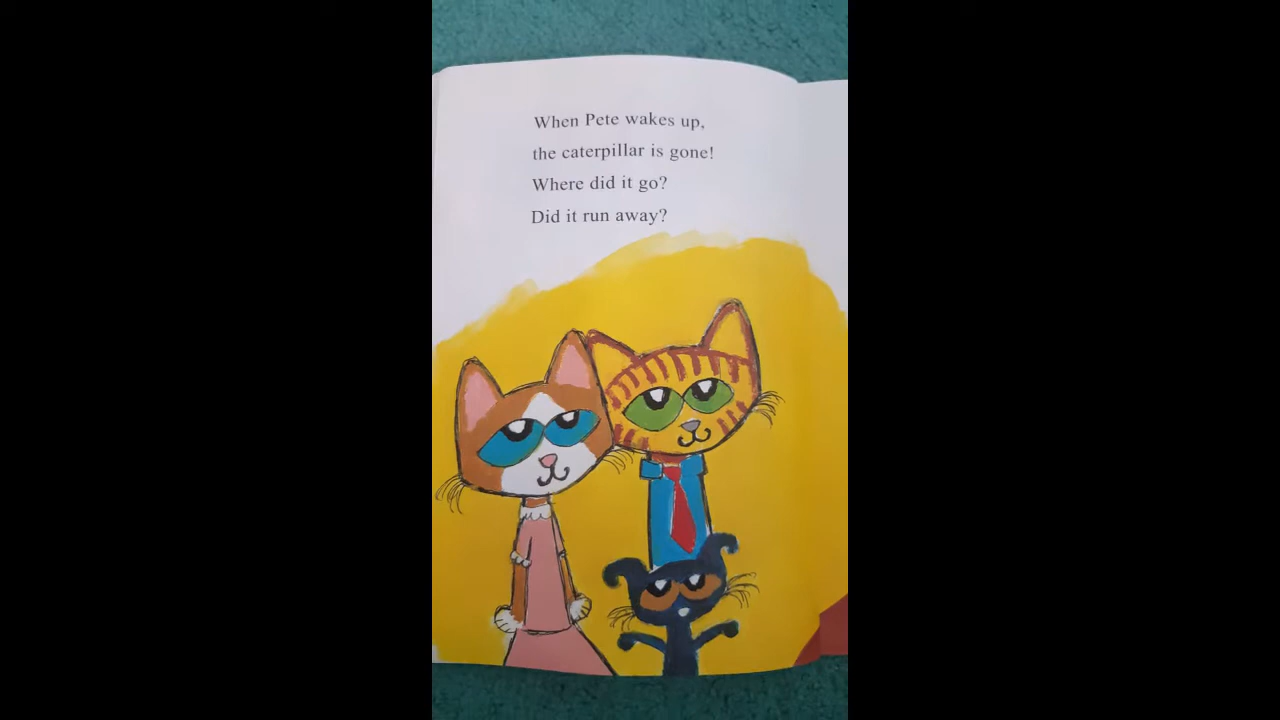 When Pete wakes up,
the caterpillar is gone!
Where did it go?
Did it run away?